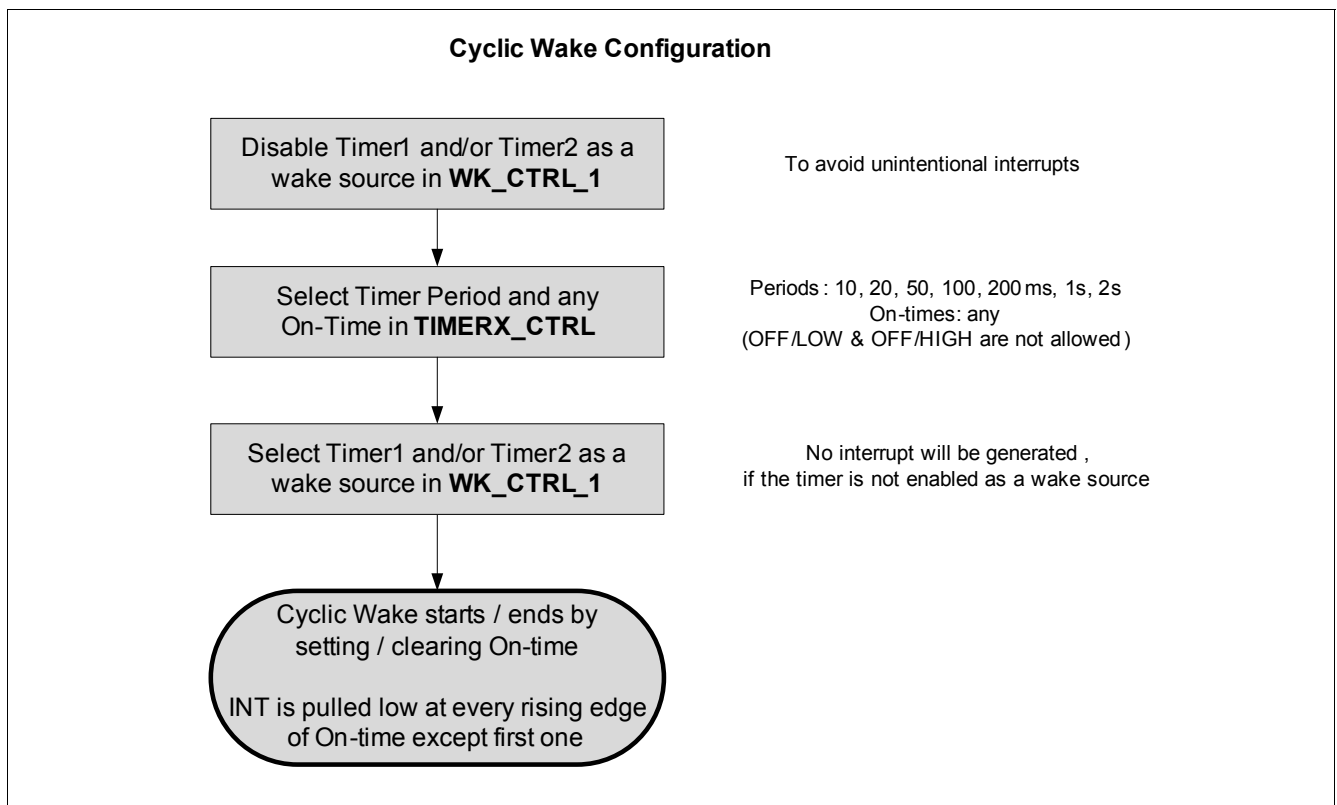 Cyclic Wake Configuration
Disable Timer1 and/or Timer2 as a
wake source in WK_CTRL_1
To avoid unintentional interrupts
Select Timer Period and any
On-Time in TIMERX_CTRL
Periods : 10, 20, 50, 100, 200 ms, 1s, 2s
On-times: any
(OFF/LOW & OFF/HIGH are not allowed )
Select Timer1 and/or Timer2 as a
wake source in WK_CTRL_1
No interrupt will be generated ,
if the timer is not enabled as a wake source
Cyclic Wake starts / ends by
setting / clearing On-time
INT is pulled low at every rising edge
of On-time except first one